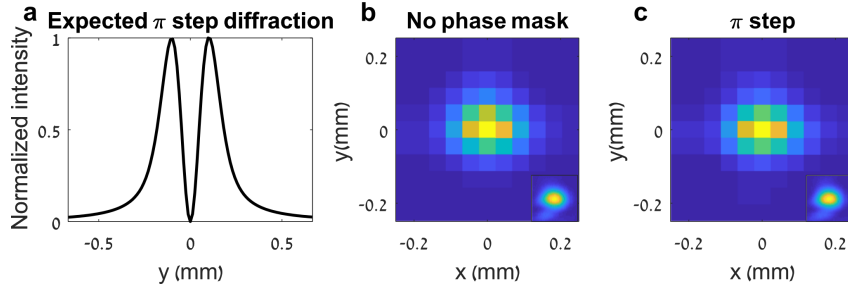 a Expected π step diffraction
Normalized intensity
1
0.5
0
-0.5
0
0.5
y (mm)
b No phase mask
y(mm)
0.2
0
-0.2
-0.2
0
0.2
x (mm)
c π step
y(mm)
0.2
0
-0.2
-0.2
0
0.2
x (mm)